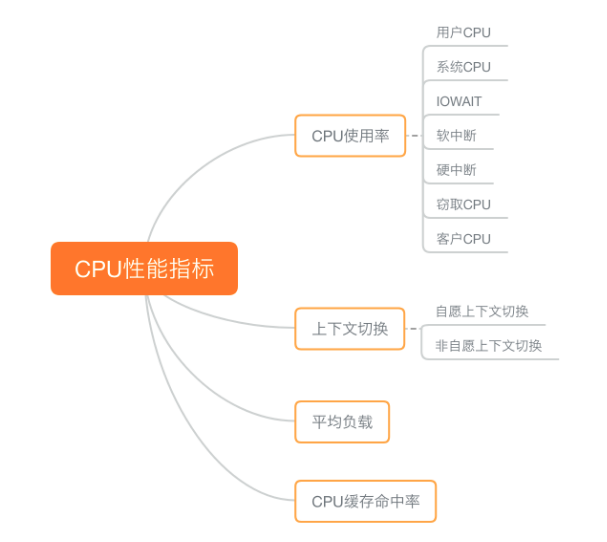 CPU性能指标
CPU使用率
用户CPU
系统CPU
IOWAIT
软中断
硬中断
窃取CPU
客户CPU
上下文切换
自愿上下文切换
非自愿上下文切换
平均负载
CPU缓存命中率